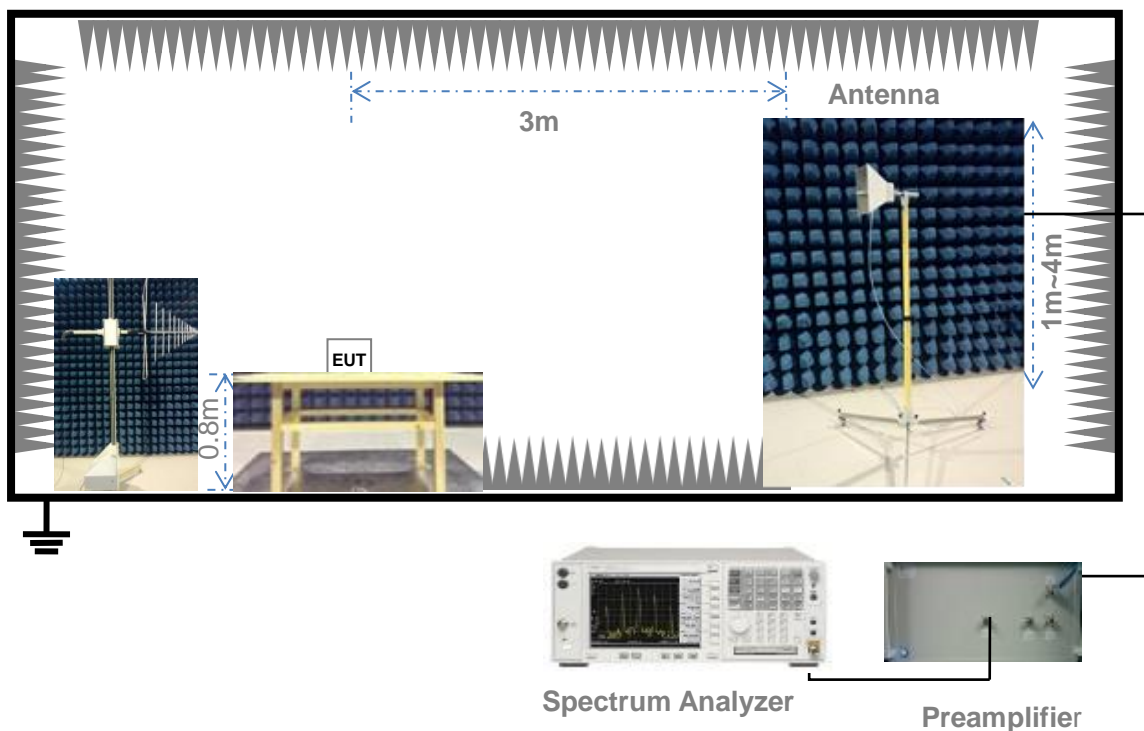 Antenna
3m
1m~4m
EUT
0.8m
Spectrum Analyzer
Preamplifier